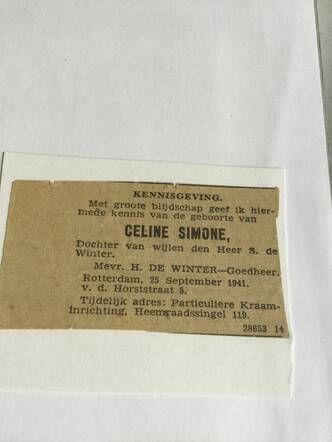 KENNISGEVING.
Met groote blijdschap geef ik hier-
mede kennis van de geboorte van
CELINE SIMONE,
Dochter van wijlen den Heer S. de
Winter.
Mevr. H. DE WINTER—Goedheer.
Rotterdam, 25 September 1941.
v. d. Horststraat 5.
Tijdelijk adres: Particuliere Kraam-
inrichting, Heemraadssingel 119.
28653 14